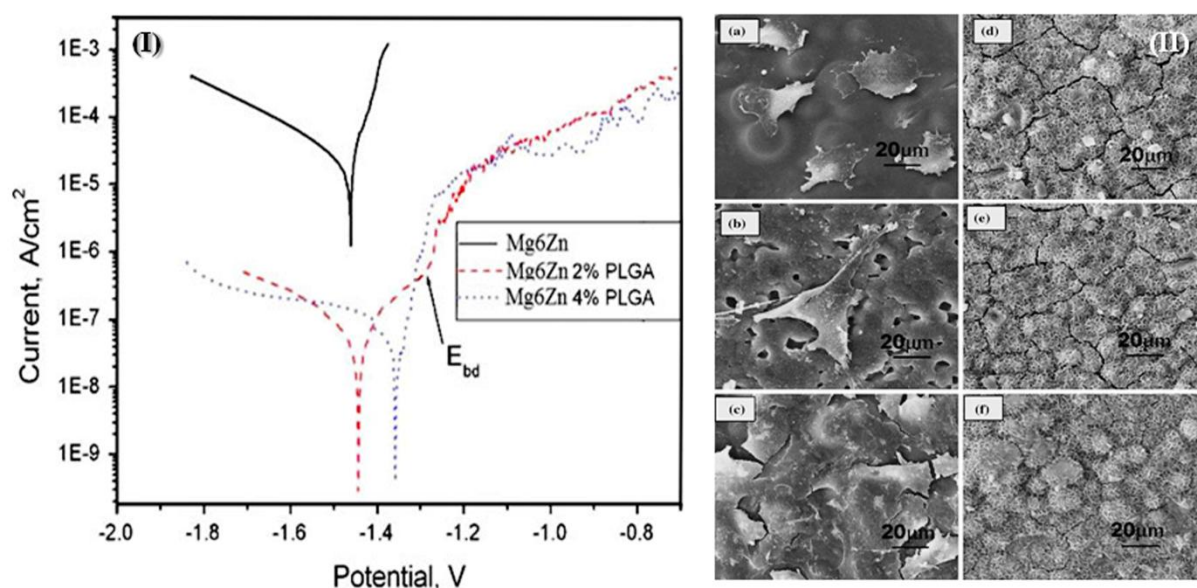 (I)
1E-3
1E-4
1E-5
1E-6
1E-7
1E-8
1E-9
Current, A/cm²
Mg6Zn
Mg6Zn 2% PLGA
Mg6Zn 4% PLGA
E_bd
-2.0 -1.8 -1.6 -1.4 -1.2 -1.0 -0.8
Potential, V
(a)
20µm
(d)
(II)
20µm
(b)
20µm
(e)
20µm
(c)
20µm
(f)
20µm